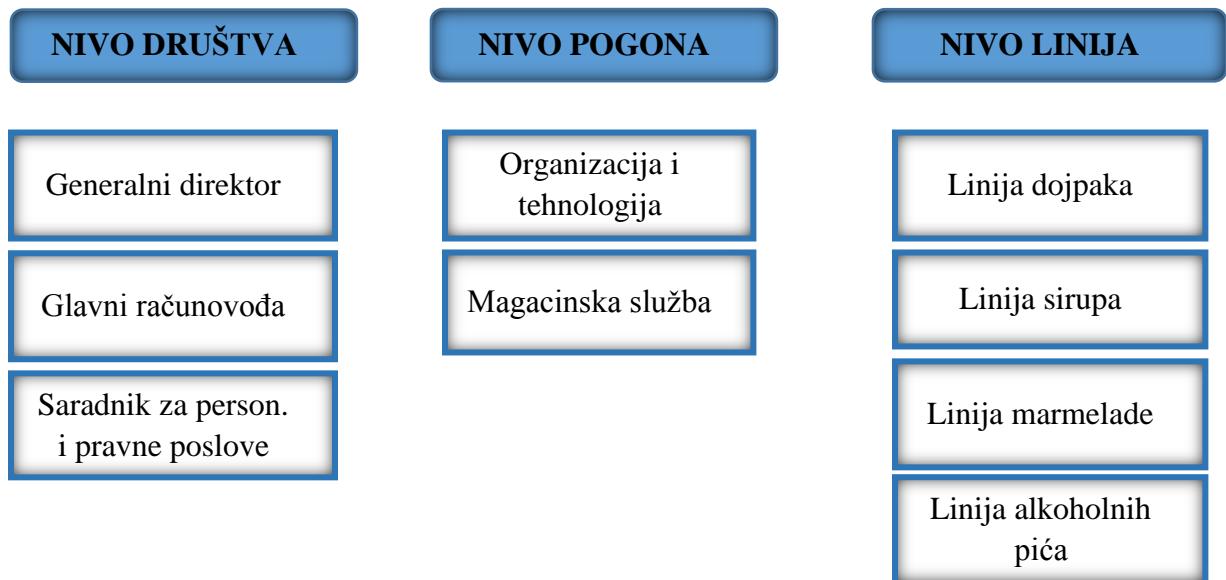 NIVO DRUŠTVA
Generalni direktor
Glavni računovođa
Saradnik za person.
i pravne poslove
NIVO POGONA
Organizacija i
tehnologija
Magacinska služba
NIVO LINIJA
Linija dojpaka
Linija sirupa
Linija marmelade
Linija alkoholnih
pića